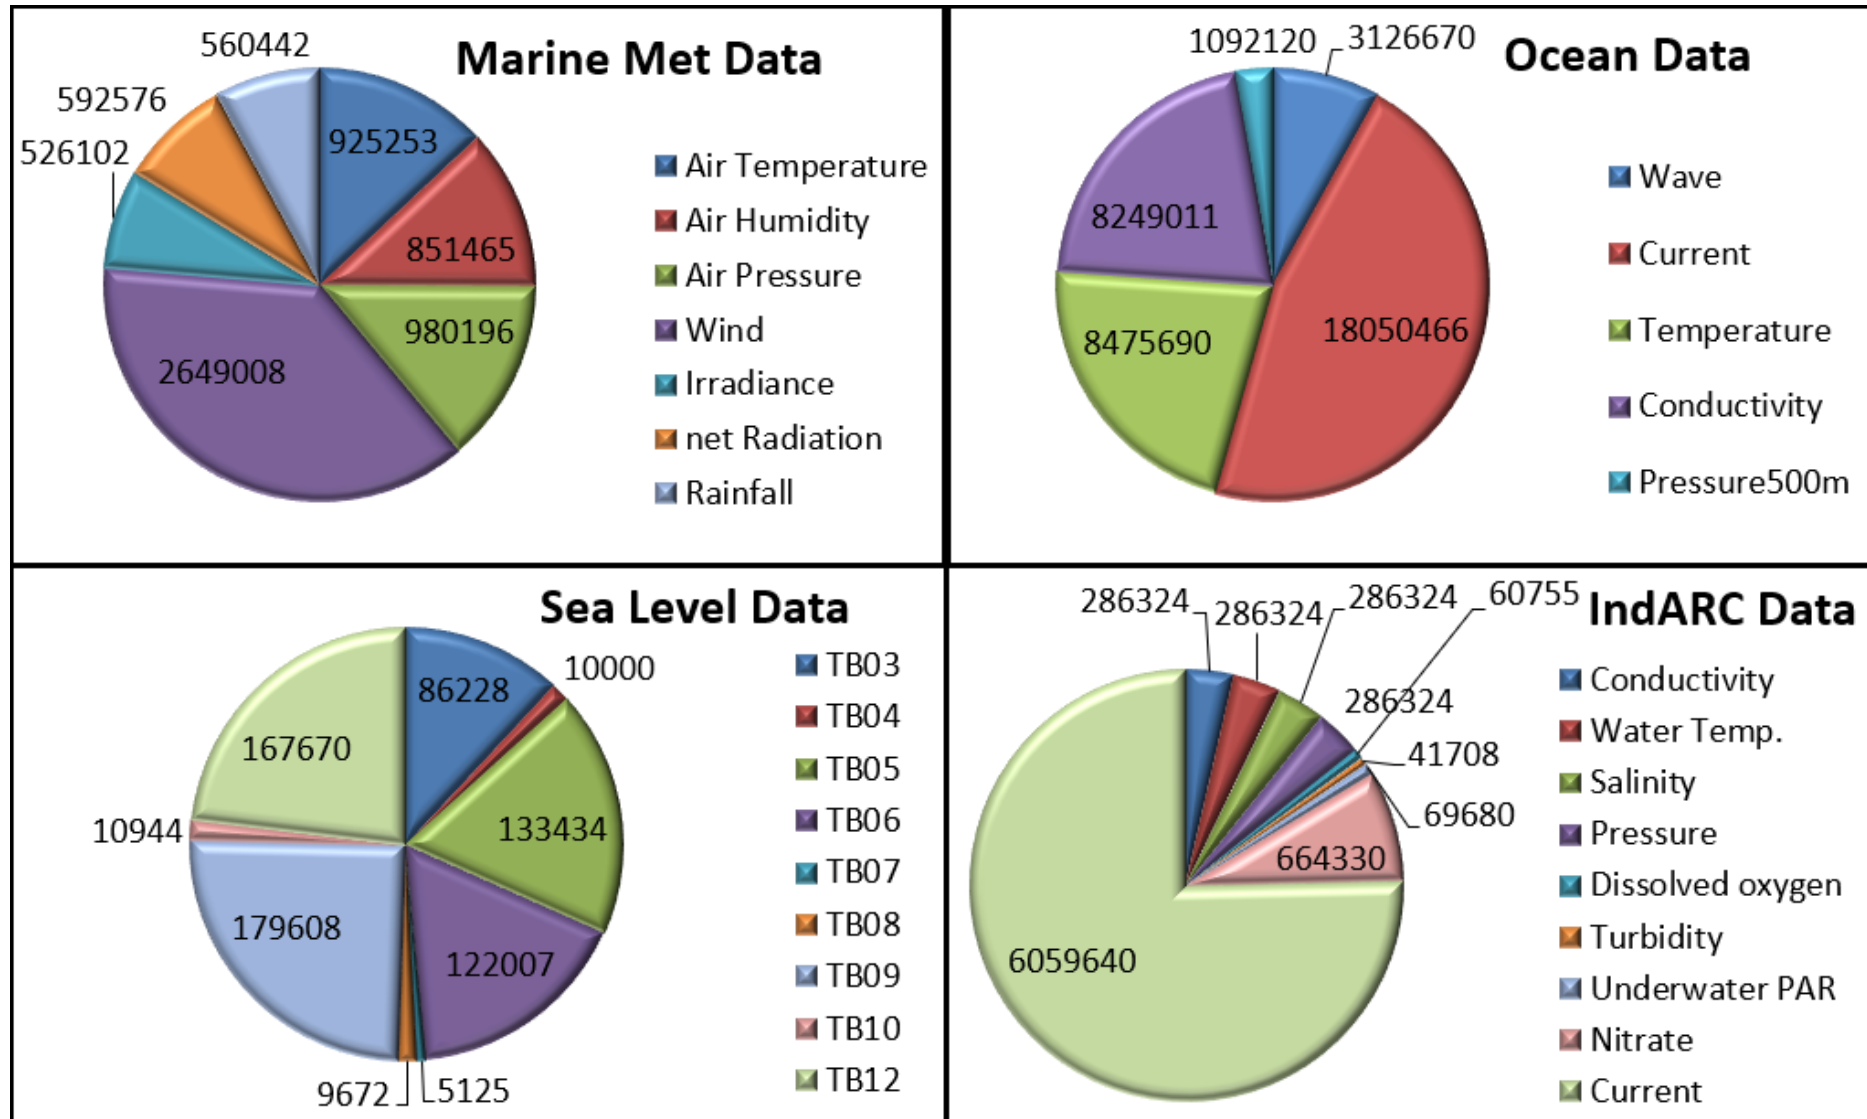 Marine Met Data
560442
592576
526102
925253
851465
980196
2649008
Air Temperature
Air Humidity
Air Pressure
Wind
Irradiance
net Radiation
Rainfall
Ocean Data
1092120
3126670
8249011
8475690
18050466
Wave
Current
Temperature
Conductivity
Pressure500m
Sea Level Data
86228
10000
133434
122007
5125
9672
179608
10944
167670
TB03
TB04
TB05
TB06
TB07
TB08
TB09
TB10
TB12
IndARC Data
286324
286324
286324
60755
286324
41708
69680
664330
6059640
Conductivity
Water Temp.
Salinity
Pressure
Dissolved oxygen
Turbidity
Underwater PAR
Nitrate
Current